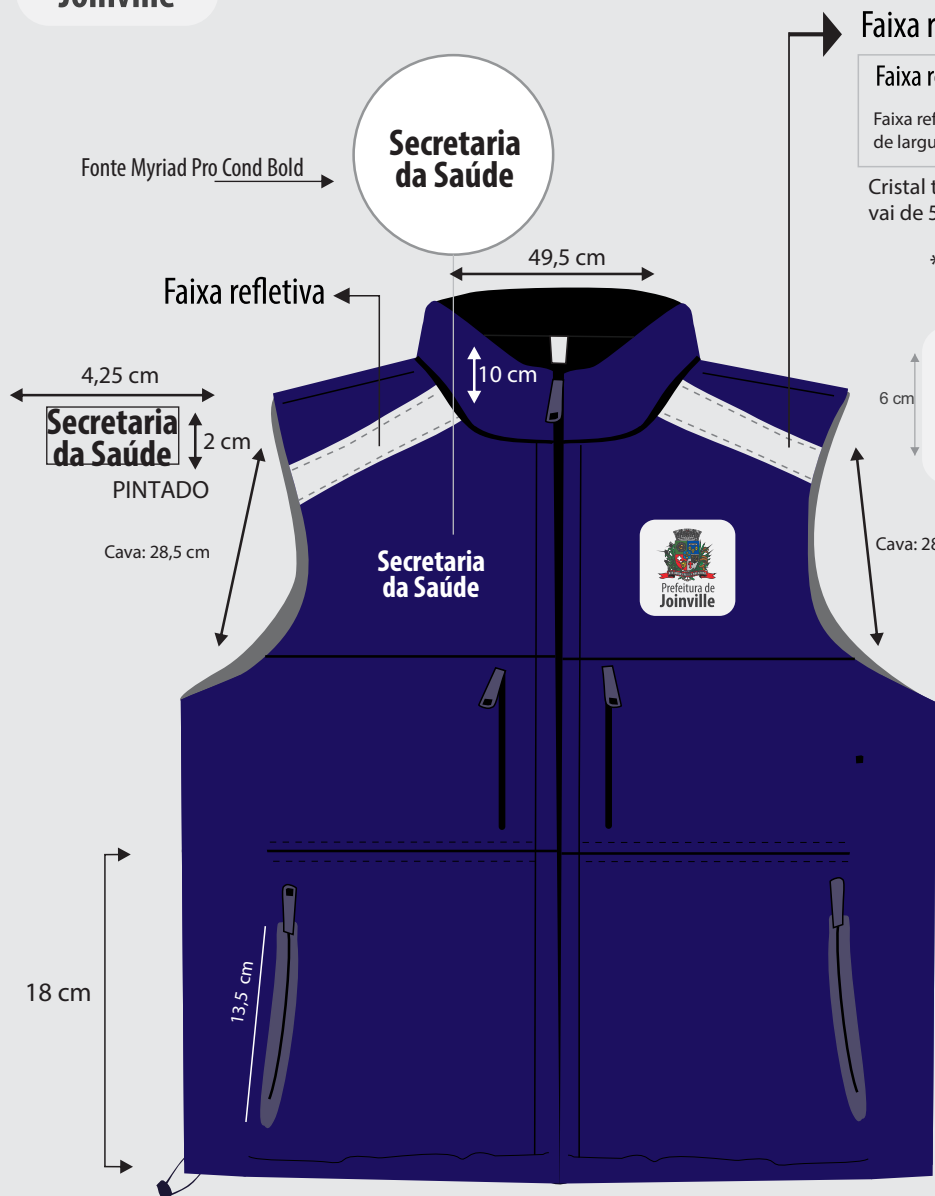 Joinville
Faixa r
Faixa re
Faixa ref
de largu
Cristal t
vai de 5
*
Secretaria
da Saúde
Fonte Myriad Pro Cond Bold
49,5 cm
Faixa refletiva
10 cm
4,25 cm
Secretaria
da Saúde
2 cm
PINTADO
6 cm
Cava: 28,5 cm
Cava: 28
Secretaria
da Saúde
Prefeitura de
Joinville
18 cm
13,5 cm